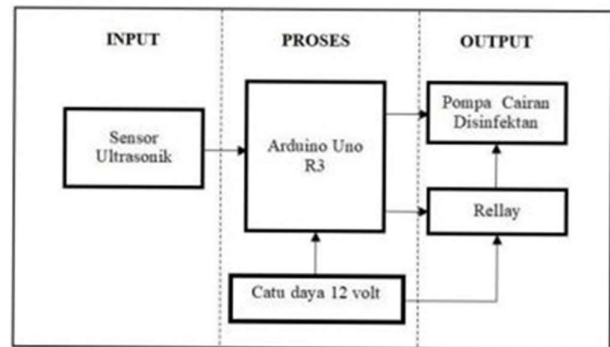 INPUT
PROSES
OUTPUT
Sensor
Ultrasonik
Arduino Uno
R3
Pompa Cairan
Disinfektan
Rellay
Catu daya 12 volt